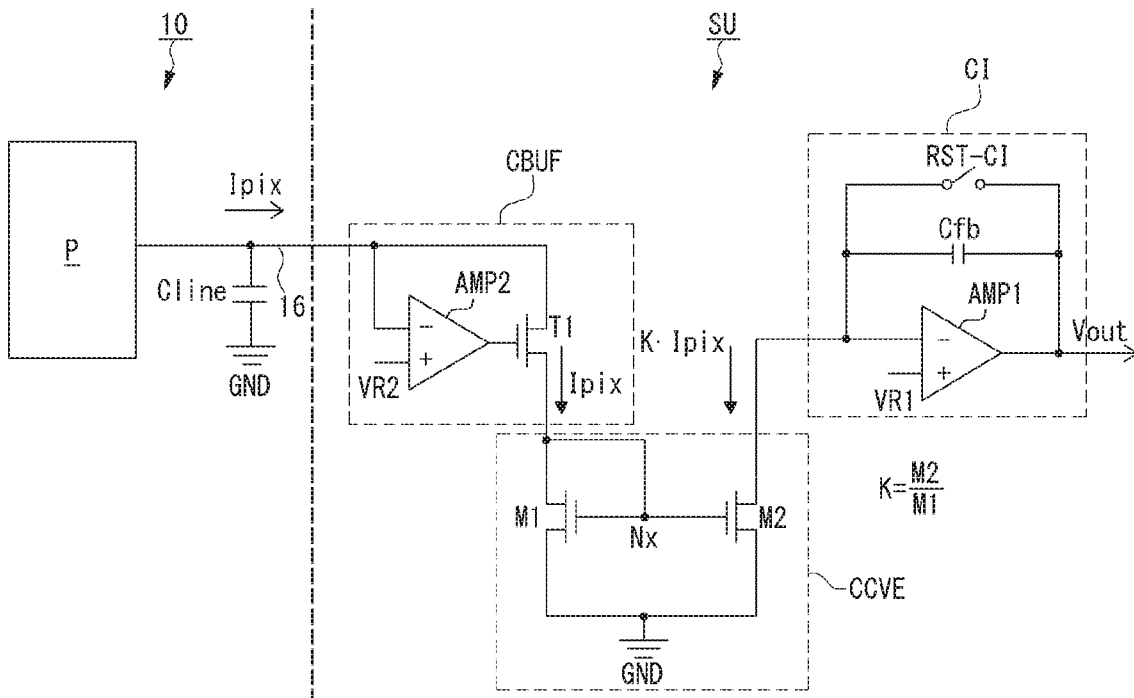 10
SU
CI
RST-CI
CBUF
Ipix
Cfb
P
AMP2
AMP1
Cline
16
T1
K· Ipix
Vout
−
+
−
+
VR2
Ipix
VR1
GND
K=M2/M1
M1
Nx
M2
CCVE
GND